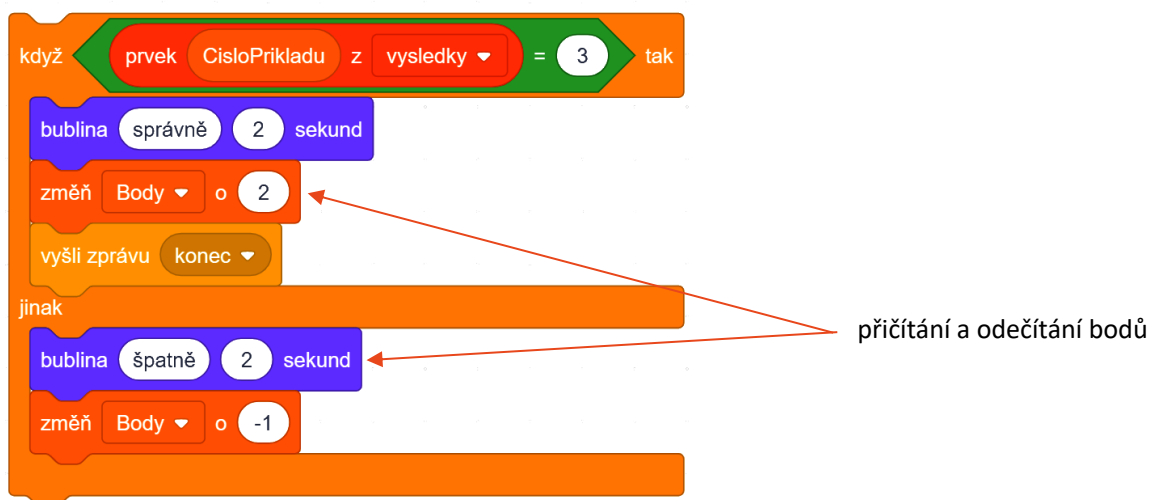 když prvek CisloPrikladu z vysledky = 3 tak
bublina správně 2 sekund
změň Body o 2
vyšli zprávu konec
jinak
přičítání a odečítání bodů
bublina špatně 2 sekund
změň Body o -1